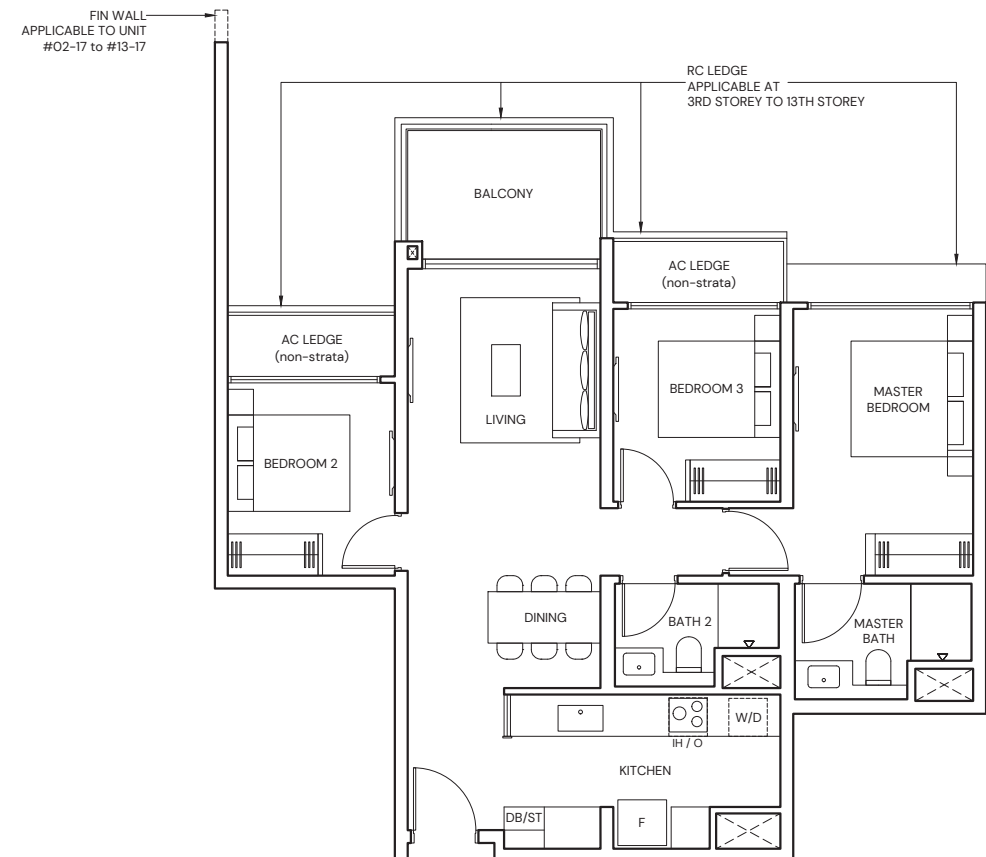 FIN WALL
APPLICABLE TO UNIT
#02-17 to #13-17
RC LEDGE
APPLICABLE AT
3RD STOREY TO 13TH STOREY
BALCONY
AC LEDGE
(non-strata)
AC LEDGE
(non-strata)
BEDROOM 3
MASTER
BEDROOM
LIVING
BEDROOM 2
DINING
BATH 2
MASTER
BATH
W/D
IH / O
KITCHEN
DB/ST
F